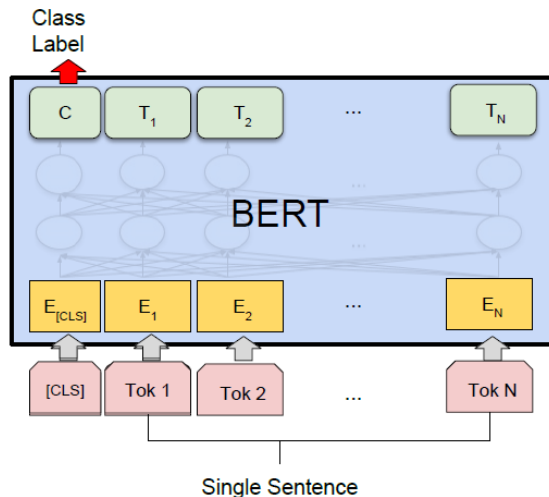 Class
Label
C T1 T2 ... TN
...
BERT
...
E[CLS] E1 E2 ... EN
[CLS] Tok 1 Tok 2 ... Tok N
Single Sentence